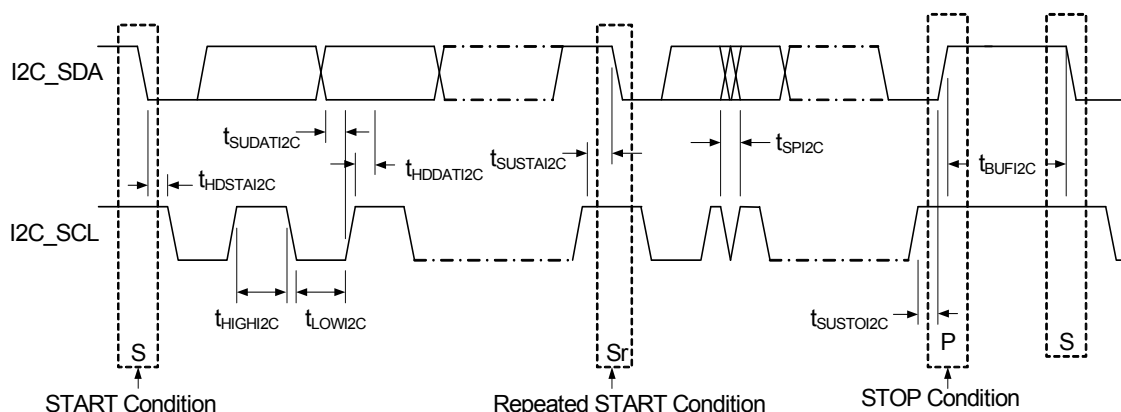 I2C_SDA
tSUDATI2C
tHDSTAI2C
tHDDATI2C
tSUSTAI2C
tSPI2C
tBUFI2C
I2C_SCL
tHIGHI2C
tLOWI2C
tSUSTOI2C
S
Sr
P
S
START Condition
Repeated START Condition
STOP Condition